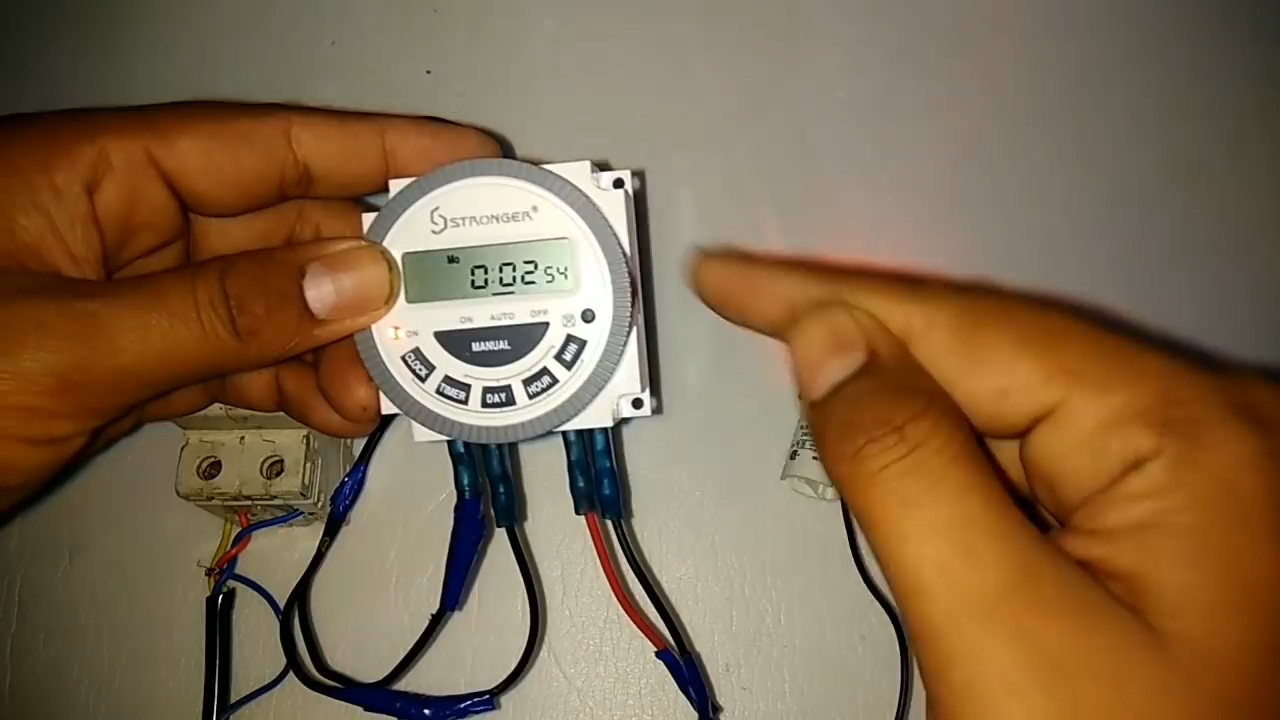 STRONGER®
Mo
0:02 54
ON AUTO OFF
ON
MANUAL
CLOCK TIMER DAY HOUR MIN